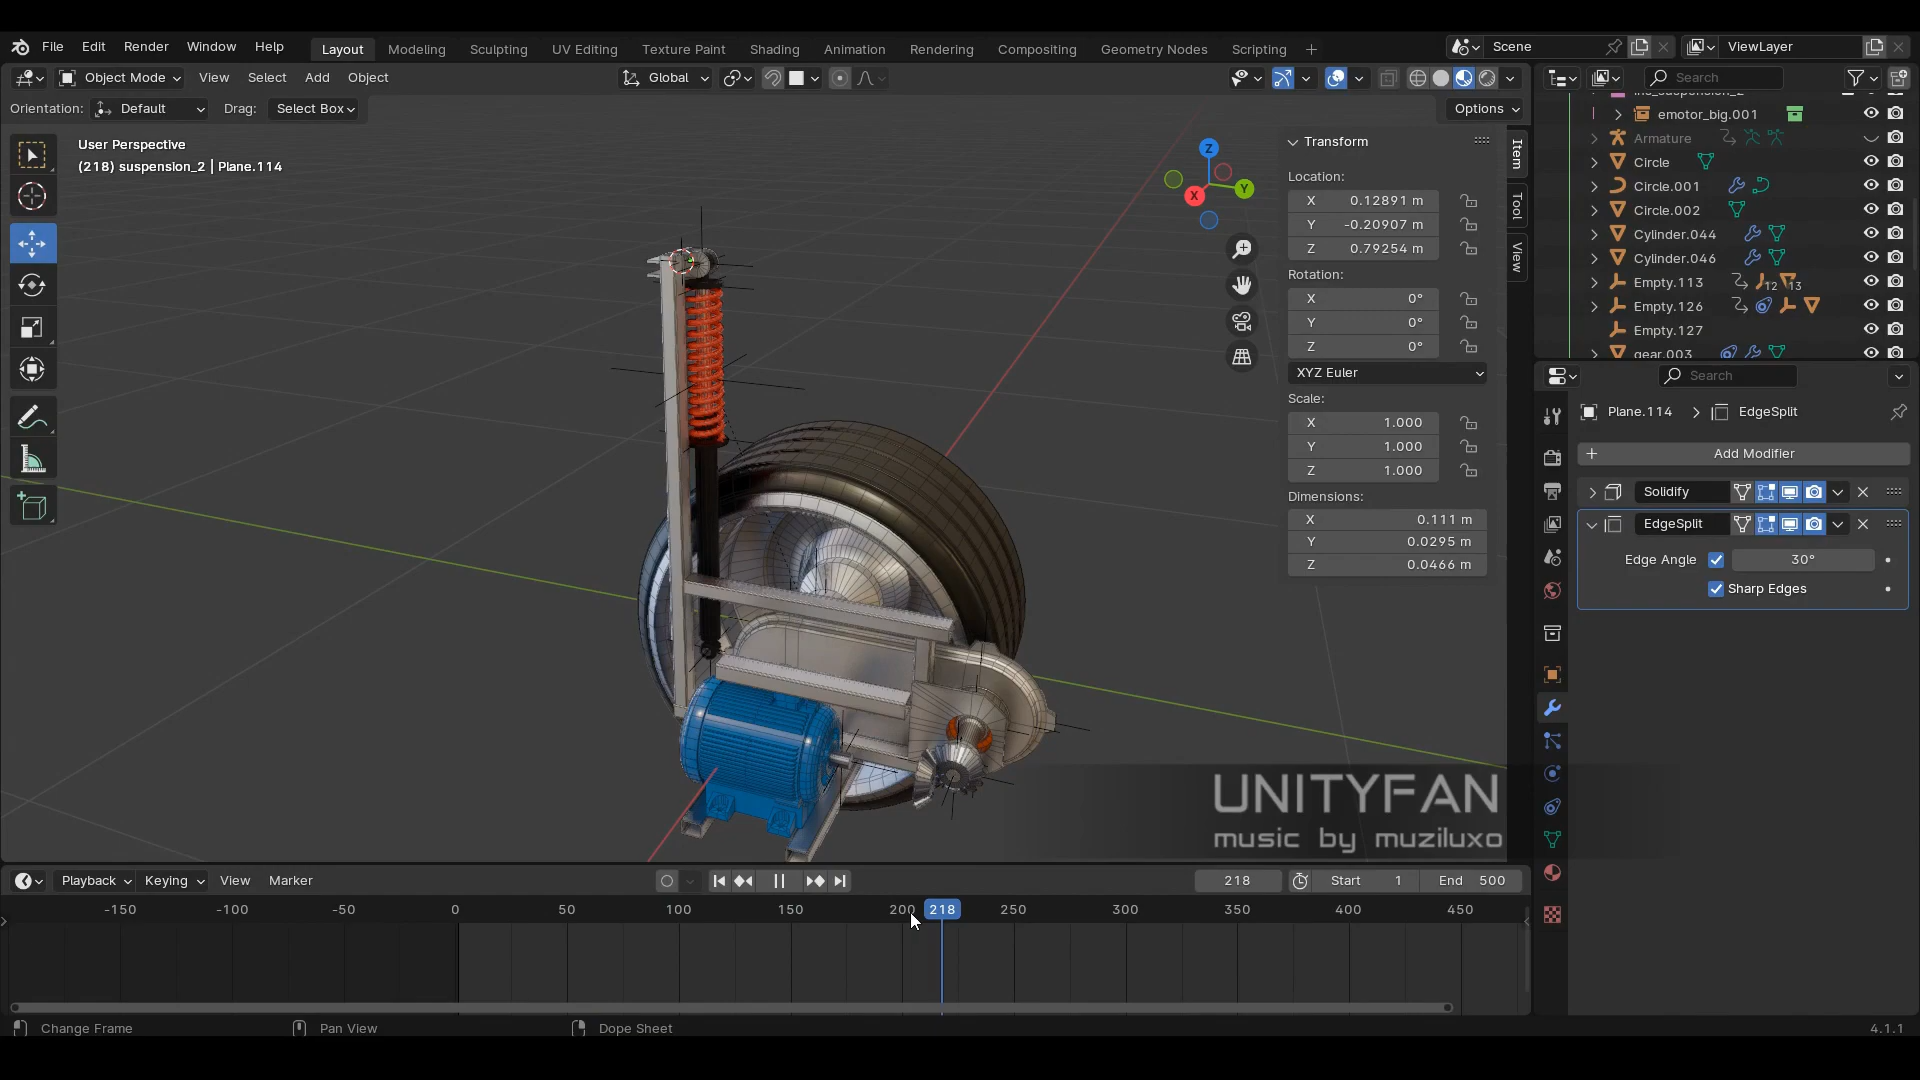 File Edit Render Window Help Layout Modeling Sculpting UV Editing Texture Paint Shading Animation Rendering Compositing Geometry Nodes Scripting + Scene ViewLayer
Object Mode View Select Add Object Global Search
Orientation: Default Drag: Select Box Options
User Perspective
(218) suspension_2 | Plane.114
Z
Y
X
Transform
Location:
X 0.12891 m
Y -0.20907 m
Z 0.79254 m
Rotation:
X 0°
Y 0°
Z 0°
XYZ Euler
Scale:
X 1.000
Y 1.000
Z 1.000
Dimensions:
X 0.111 m
Y 0.0295 m
Z 0.0466 m
Item
Tool
View
emotor_big.001
Armature
Circle
Circle.001
Circle.002
Cylinder.044
Cylinder.046
Empty.113 12 13
Empty.126
Empty.127
gear.003
Search
Plane.114 > EdgeSplit
+ Add Modifier
Solidify
EdgeSplit
Edge Angle 30°
Sharp Edges
UNITYFAN
music by muziluxo
Playback Keying View Marker 218 Start 1 End 500
-150 -100 -50 0 50 100 150 200 218 250 300 350 400 450
Change Frame Pan View Dope Sheet 4.1.1